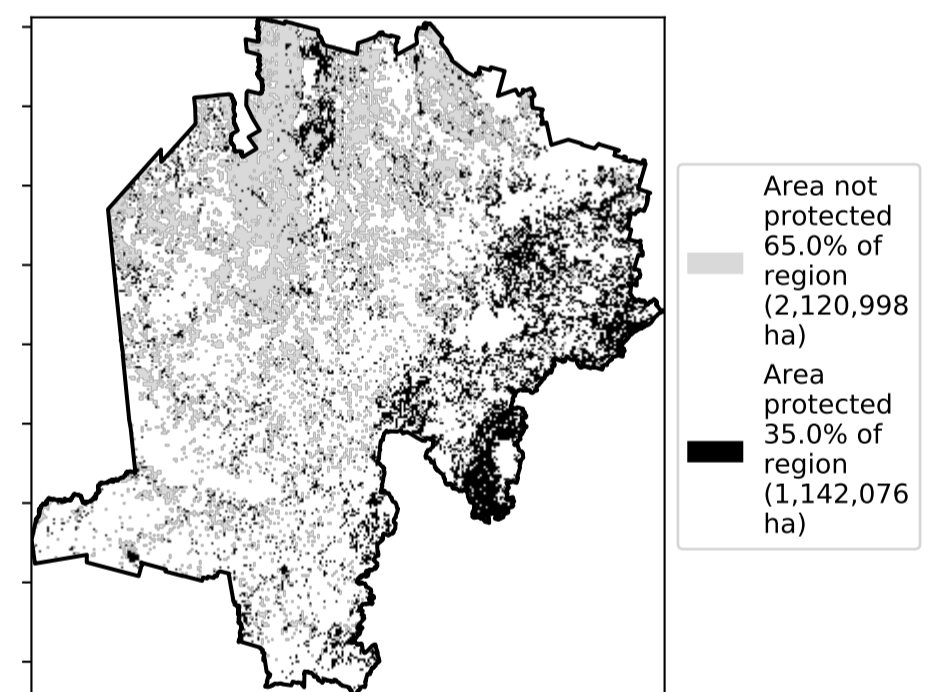 Area not
protected
65.0% of
region
(2,120,998
ha)
Area
protected
35.0% of
region
(1,142,076
ha)